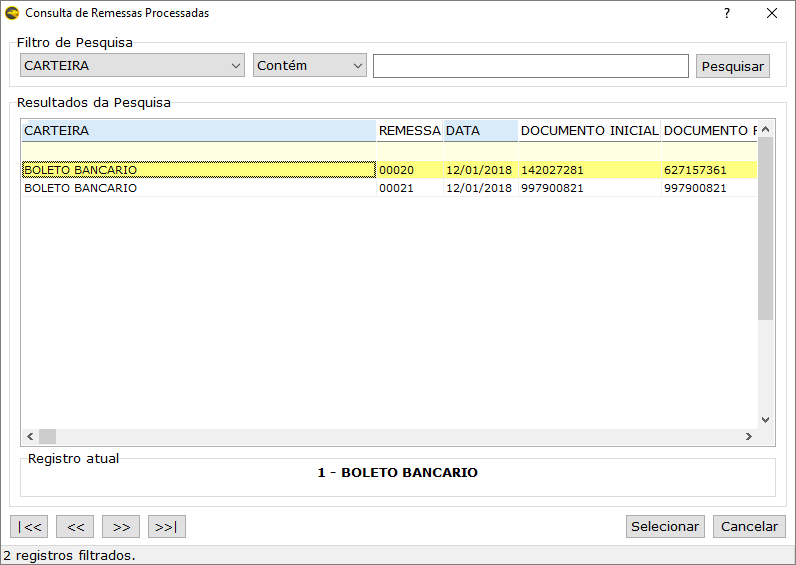 Consulta de Remessas Processadas ?
Filtro de Pesquisa
CARTEIRA Contém Pesquisar
Resultados da Pesquisa
CARTEIRA REMESSA DATA DOCUMENTO INICIAL DOCUMENTO F
BOLETO BANCARIO 00020 12/01/2018 142027281 627157361
BOLETO BANCARIO 00021 12/01/2018 997900821 997900821
Registro atual
1 - BOLETO BANCARIO
|<< << >> >>| Selecionar Cancelar
2 registros filtrados.